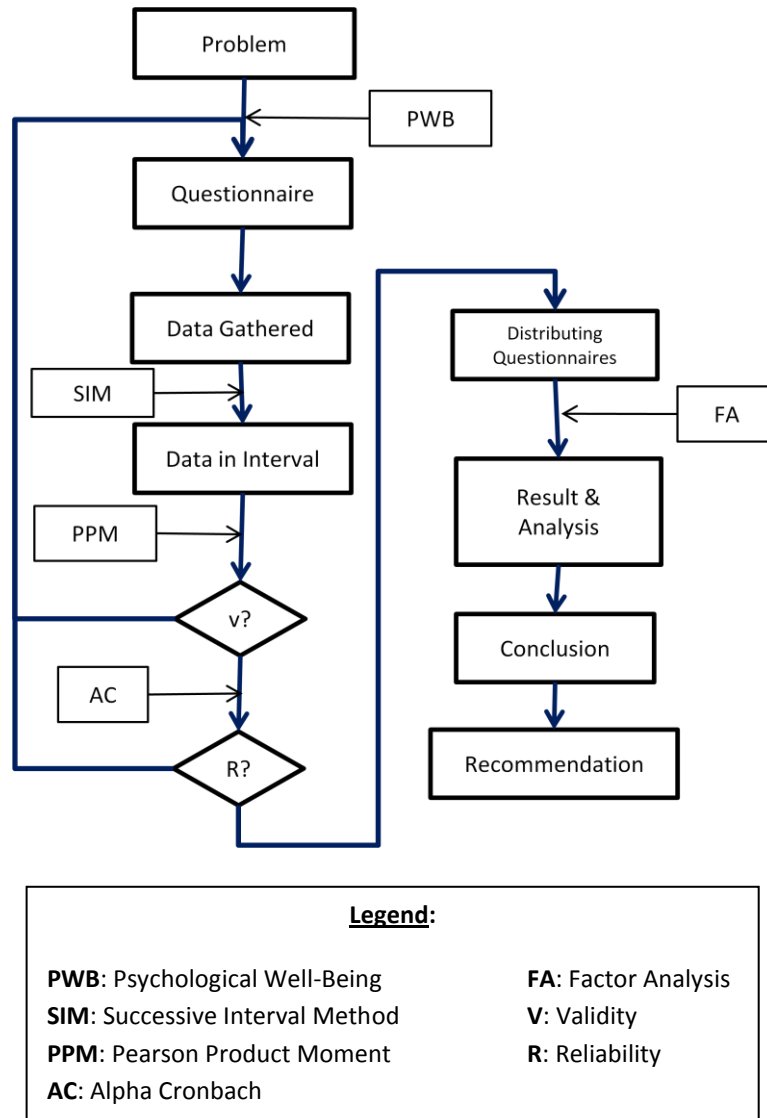 Problem
PWB
Questionnaire
Data Gathered
SIM
Data in Interval
PPM
v?
AC
R?
Distributing
Questionnaires
FA
Result &
Analysis
Conclusion
Recommendation
Legend:
PWB: Psychological Well-Being
SIM: Successive Interval Method
PPM: Pearson Product Moment
AC: Alpha Cronbach
FA: Factor Analysis
V: Validity
R: Reliability